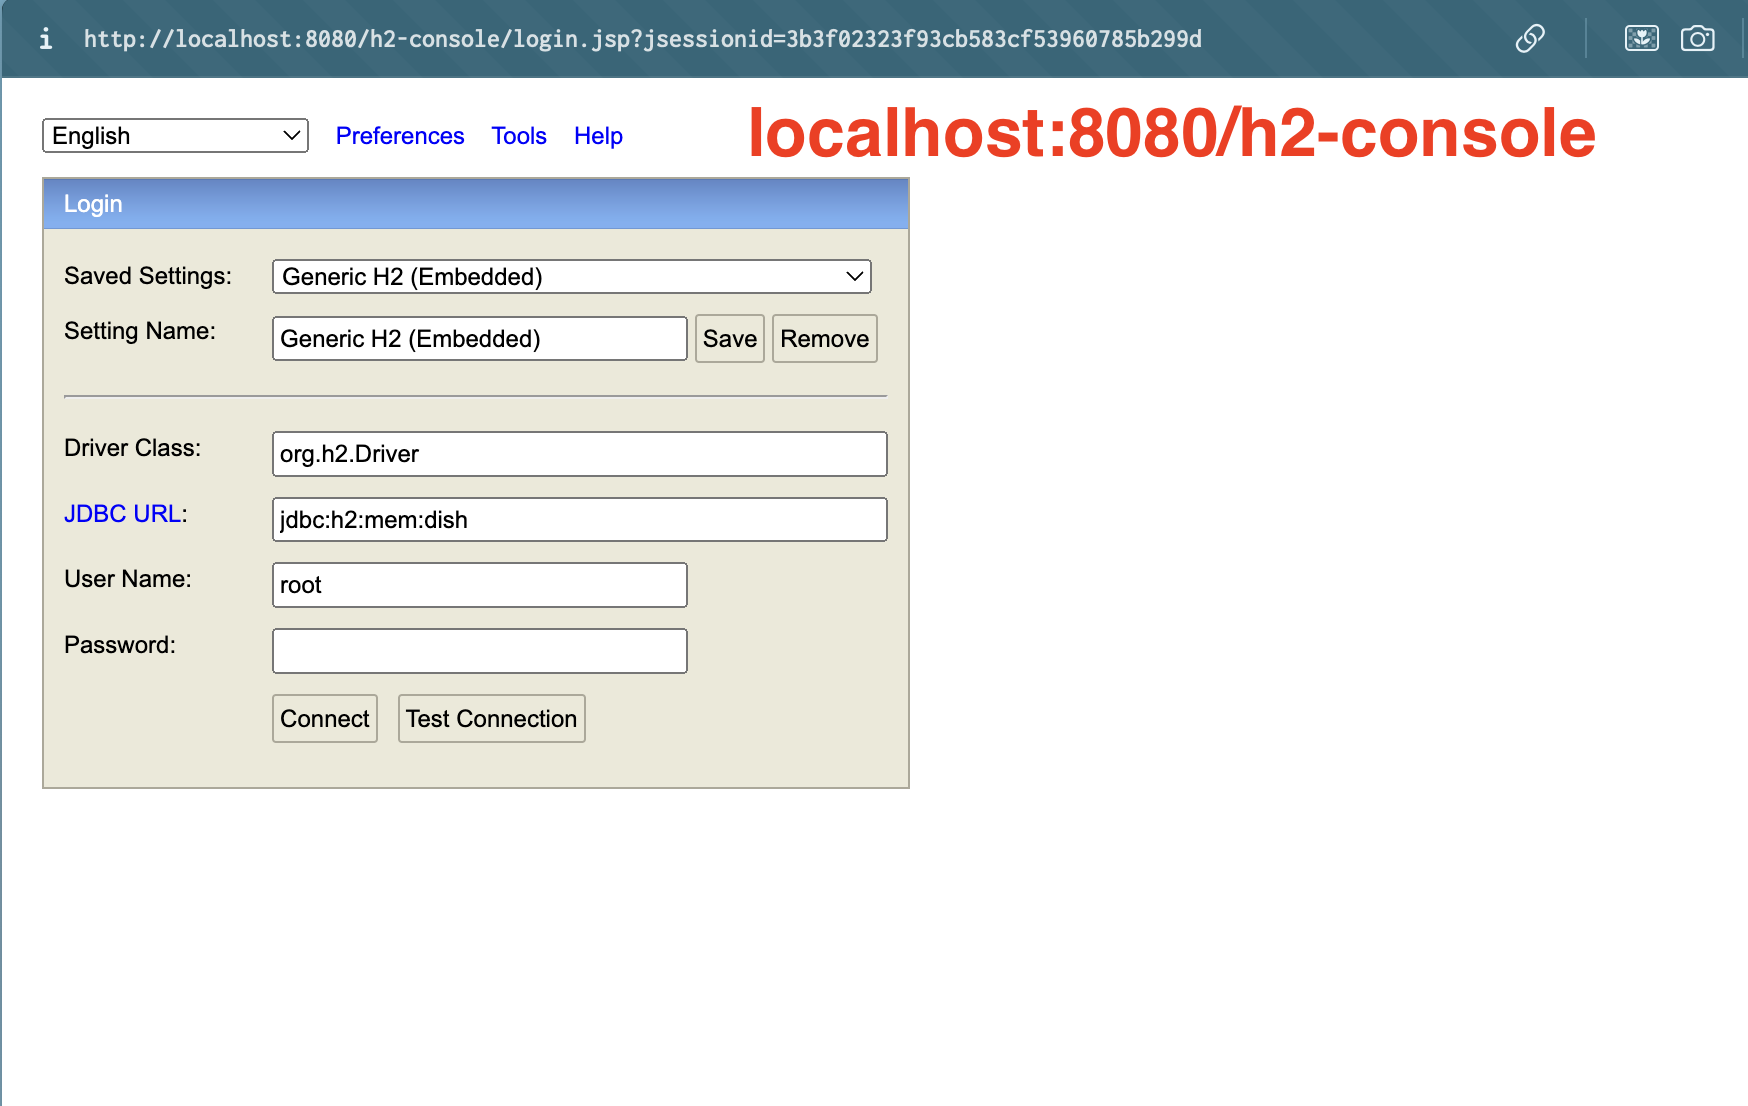 i http://localhost:8080/h2-console/login.jsp?jsessionid=3b3f02323f93cb583cf53960785b299d
English Preferences Tools Help localhost:8080/h2-console
Login
Saved Settings: Generic H2 (Embedded)
Setting Name: Generic H2 (Embedded) Save Remove
Driver Class: org.h2.Driver
JDBC URL: jdbc:h2:mem:dish
User Name: root
Password:
Connect Test Connection